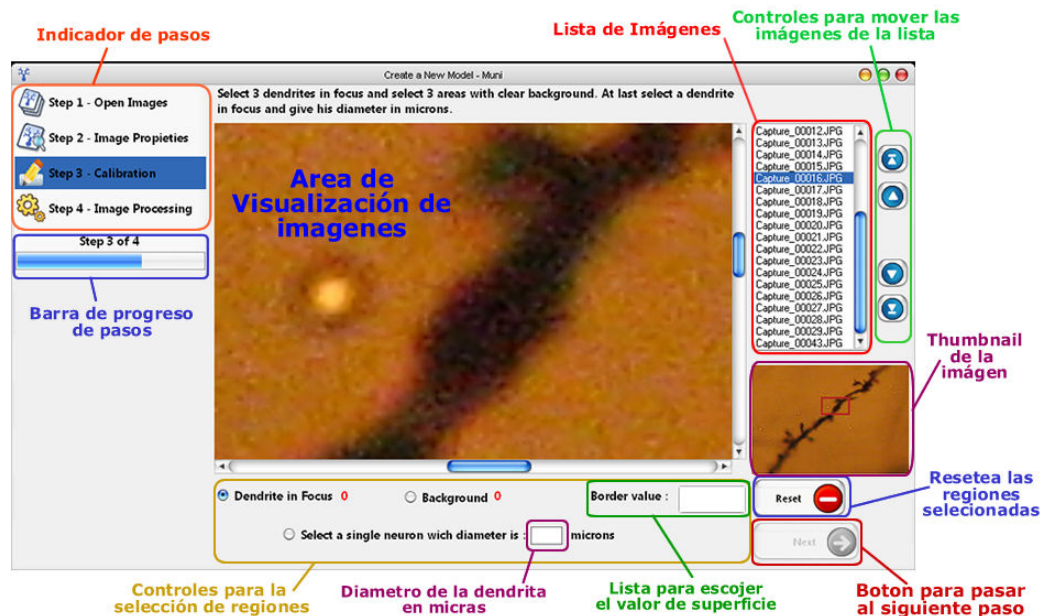 Indicador de pasos
Lista de Imágenes
Controles para mover las
imágenes de la lista
Create a New Model - Muni
Step 1 - Open Images
Step 2 - Image Propieties
Step 3 - Calibration
Step 4 - Image Processing
Step 3 of 4
Barra de progreso
de pasos
Select 3 dendrites in focus and select 3 areas with clear background. At last select a dendrite
in focus and give his diameter in microns.
Area de
Visualización de
imagenes
Capture_00012.JPG
Capture_00013.JPG
Capture_00014.JPG
Capture_00015.JPG
Capture_00016.JPG
Capture_00017.JPG
Capture_00018.JPG
Capture_00019.JPG
Capture_00020.JPG
Capture_00021.JPG
Capture_00022.JPG
Capture_00023.JPG
Capture_00024.JPG
Capture_00025.JPG
Capture_00026.JPG
Capture_00027.JPG
Capture_00028.JPG
Capture_00029.JPG
Capture_00043.JPG
Thumbnail
de la
imágen
Dendrite in Focus 0
Background 0
Border value :
Reset
Resetea las
regiones
selecionadas
Select a single neuron wich diameter is :
microns
Next
Controles para la
selección de regiones
Diametro de la dendrita
en micras
Lista para escojer
el valor de superficie
Boton para pasar
al siguiente paso